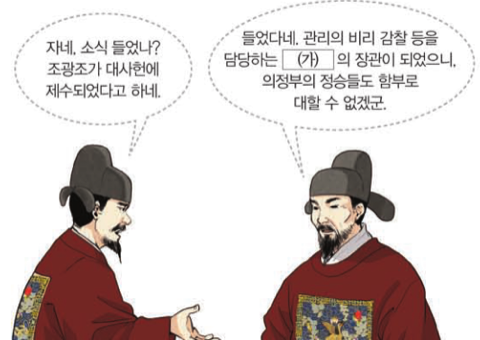 자네, 소식 들었나?
조광조가 대사헌에
제수되었다고 하네.
들었다네. 관리의 비리 감찰 등을
담당하는 (가) 의 장관이 되었으니,
의정부의 정승들도 함부로
대할 수 없겠군.